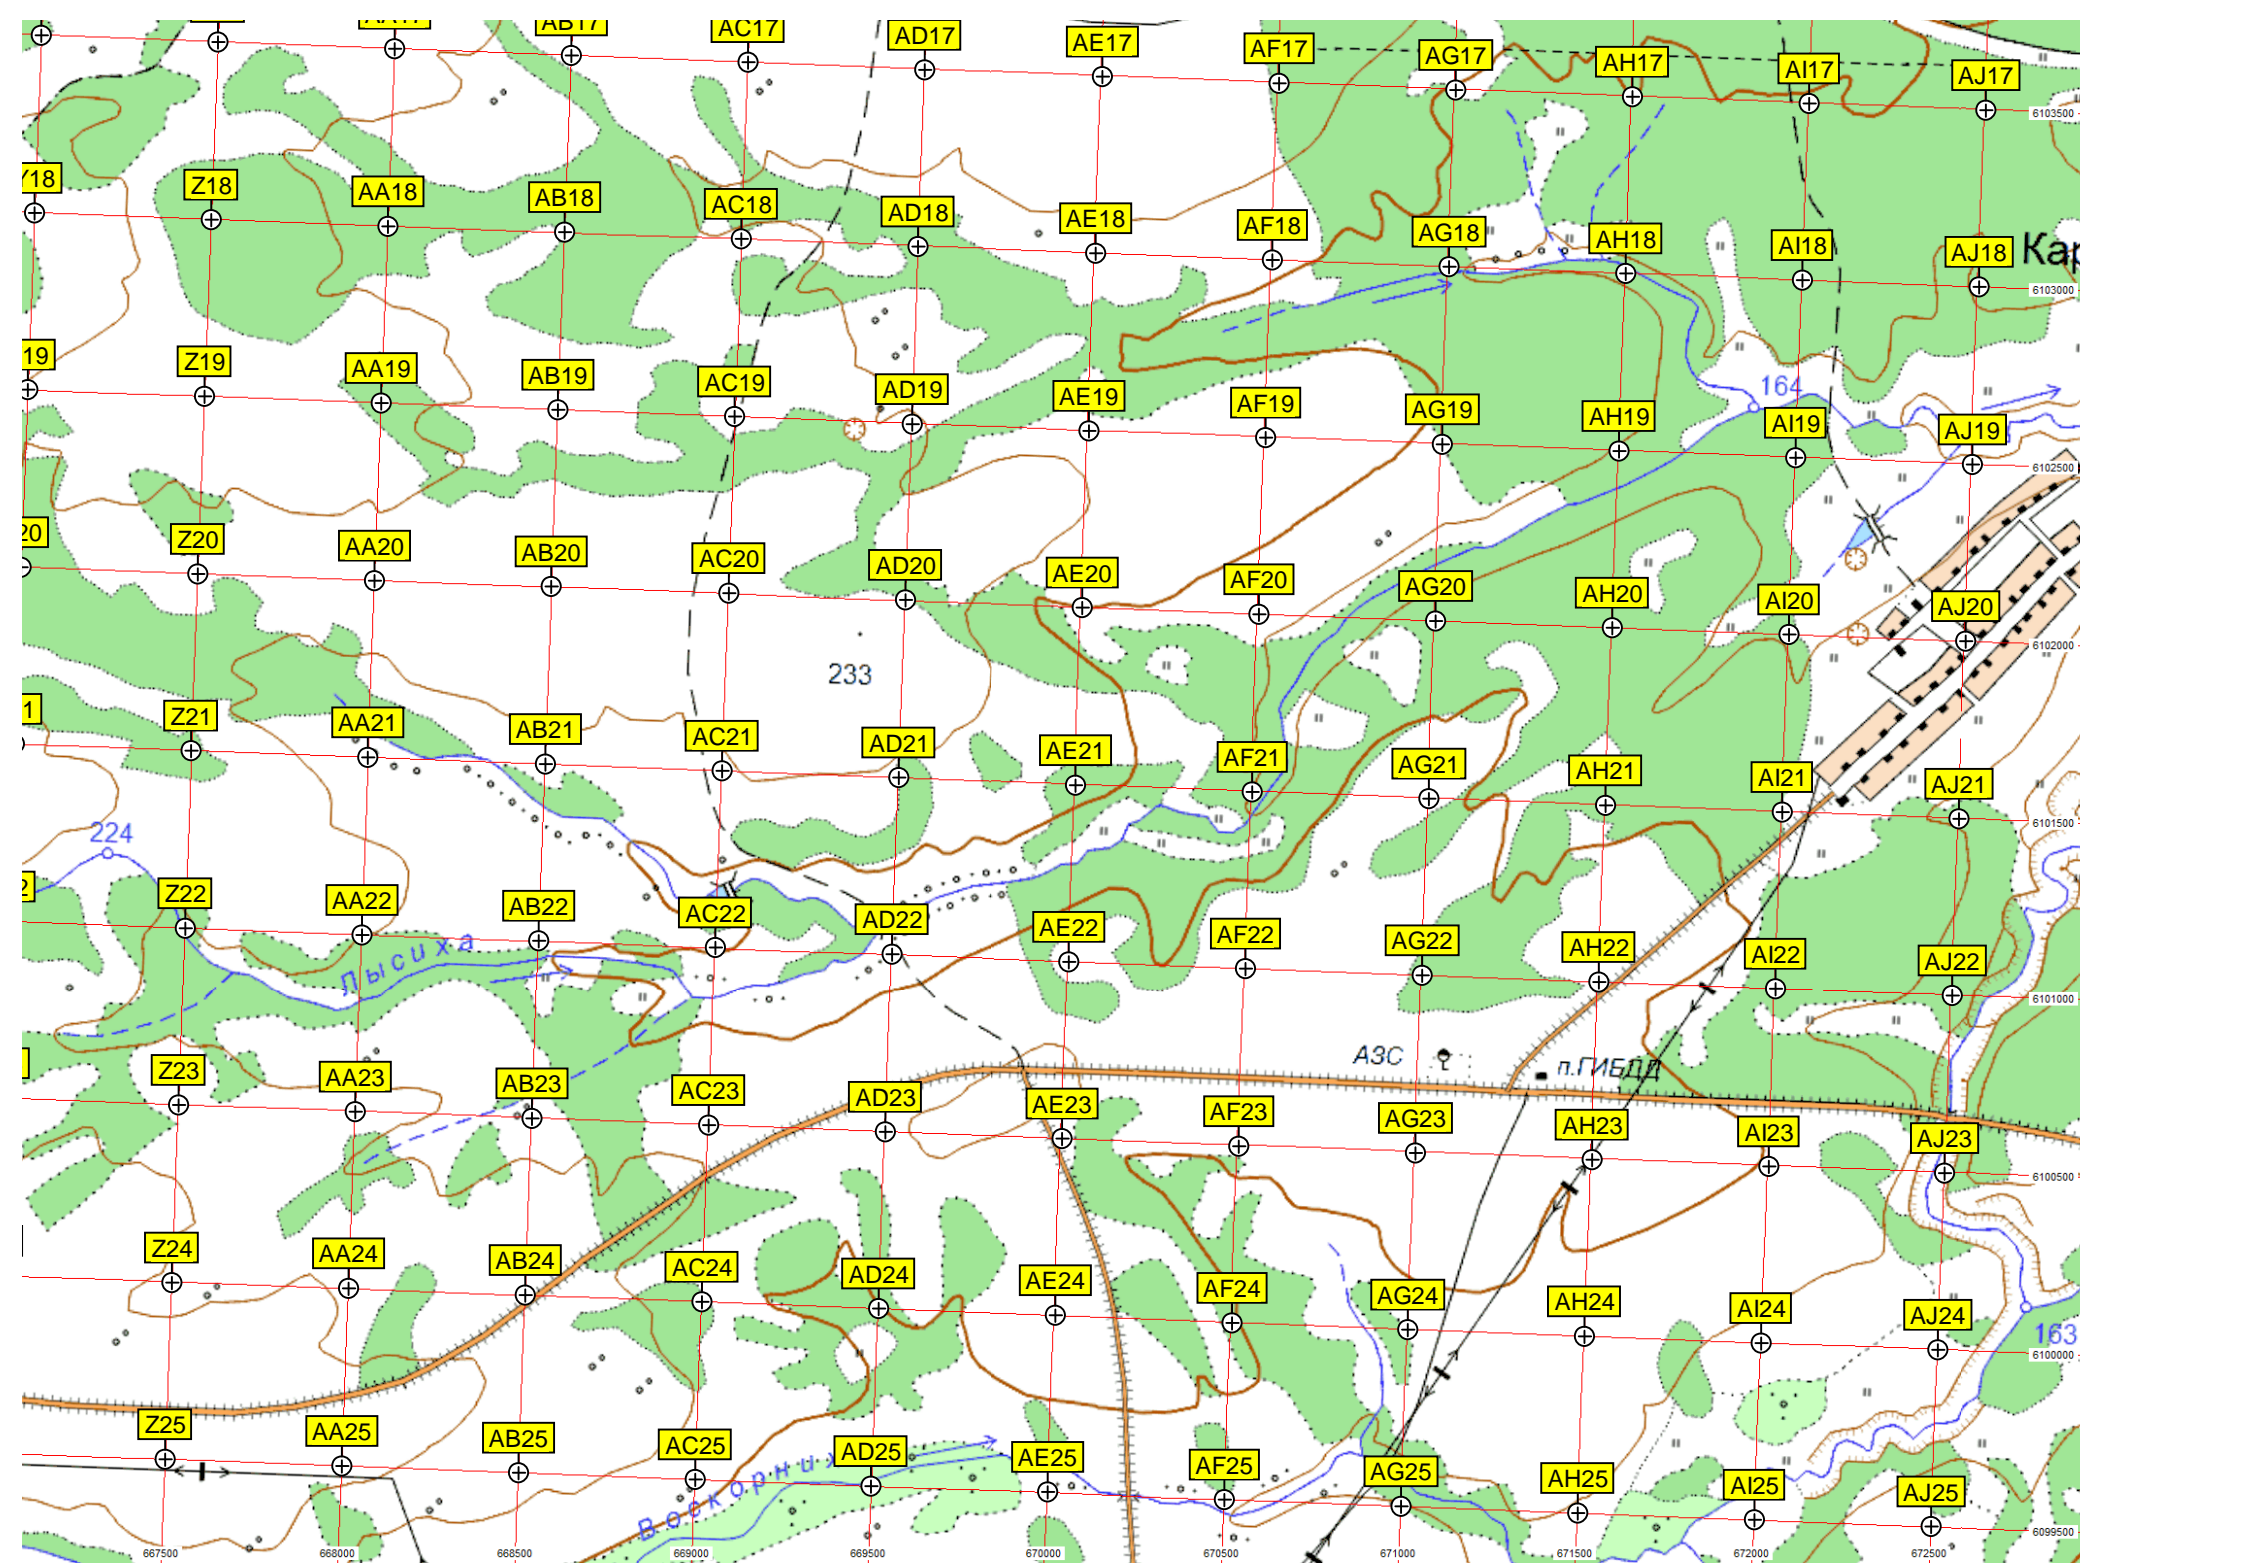 AA17 AB17 AC17 AD17 AE17 AF17 AG17 AH17 AI17 AJ17
6103500
Z18 AA18 AB18 AC18 AD18 AE18 AF18 AG18 AH18 AI18 AJ18
Кар
6103000
19 Z19 AA19 AB19 AC19 AD19 AE19 AF19 AG19 AH19 AI19 AJ19
164
6102500
20 Z20 AA20 AB20 AC20 AD20 AE20 AF20 AG20 AH20 AI20 AJ20
6102000
233
Z21 AA21 AB21 AC21 AD21 AE21 AF21 AG21 AH21 AI21 AJ21
6101500
224
Z22 AA22 AB22 AC22 AD22 AE22 AF22 AG22 AH22 AI22 AJ22
Лысиха
6101000
АЗС
п.ГИБДД
Z23 AA23 AB23 AC23 AD23 AE23 AF23 AG23 AH23 AI23 AJ23
6100500
Z24 AA24 AB24 AC24 AD24 AE24 AF24 AG24 AH24 AI24 AJ24
163
6100000
Z25 AA25 AB25 AC25 AD25 AE25 AF25 AG25 AH25 AI25 AJ25
6099500
667500 668000 668500 669000 669500 670000 670500 671000 671500 672000 672500